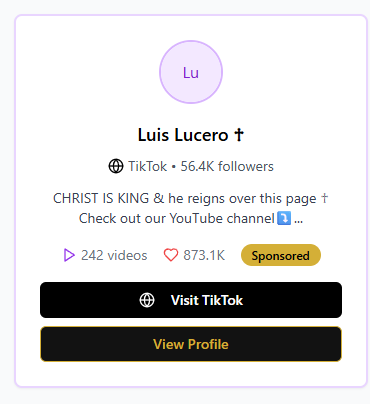 Lu
Luis Lucero ✝
TikTok • 56.4K followers
CHRIST IS KING & he reigns over this page ✝
Check out our YouTube channel⤵️...
242 videos 873.1K Sponsored
Visit TikTok
View Profile